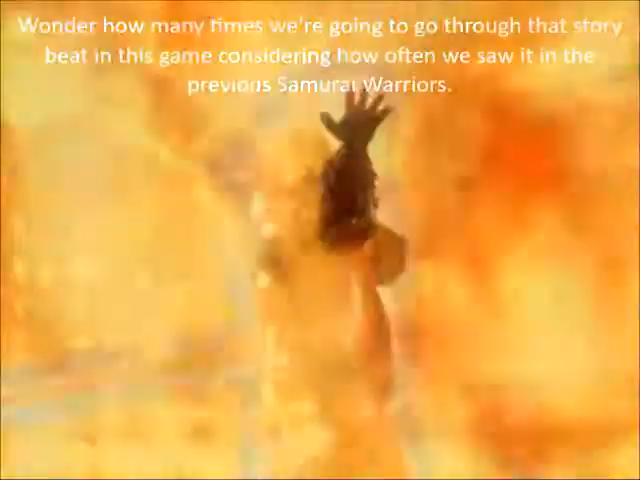 Wonder how many times we're going to go through that story
beat in this game considering how often we saw it in the
previous Samurai Warriors.